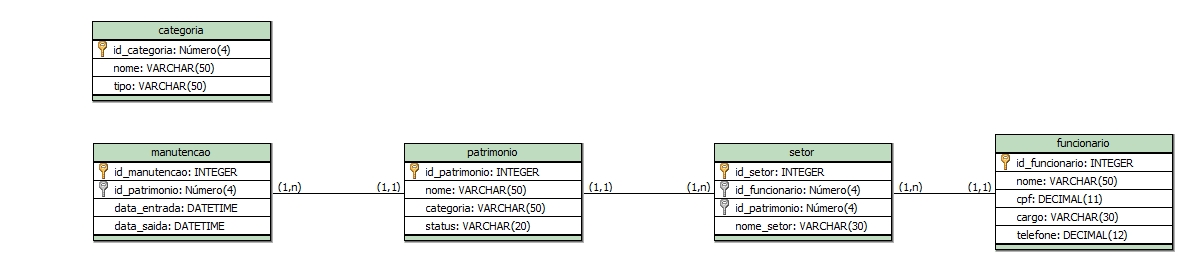 categoria
id_categoria: Número(4)
nome: VARCHAR(50)
tipo: VARCHAR(50)
manutencao
id_manutencao: INTEGER
id_patrimonio: Número(4)
data_entrada: DATETIME
data_saida: DATETIME
(1,n)
(1,1)
patrimonio
id_patrimonio: INTEGER
nome: VARCHAR(50)
categoria: VARCHAR(50)
status: VARCHAR(20)
(1,1)
(1,n)
setor
id_setor: INTEGER
id_funcionario: Número(4)
id_patrimonio: Número(4)
nome_setor: VARCHAR(30)
(1,n)
(1,1)
funcionario
id_funcionario: INTEGER
nome: VARCHAR(50)
cpf: DECIMAL(11)
cargo: VARCHAR(30)
telefone: DECIMAL(12)